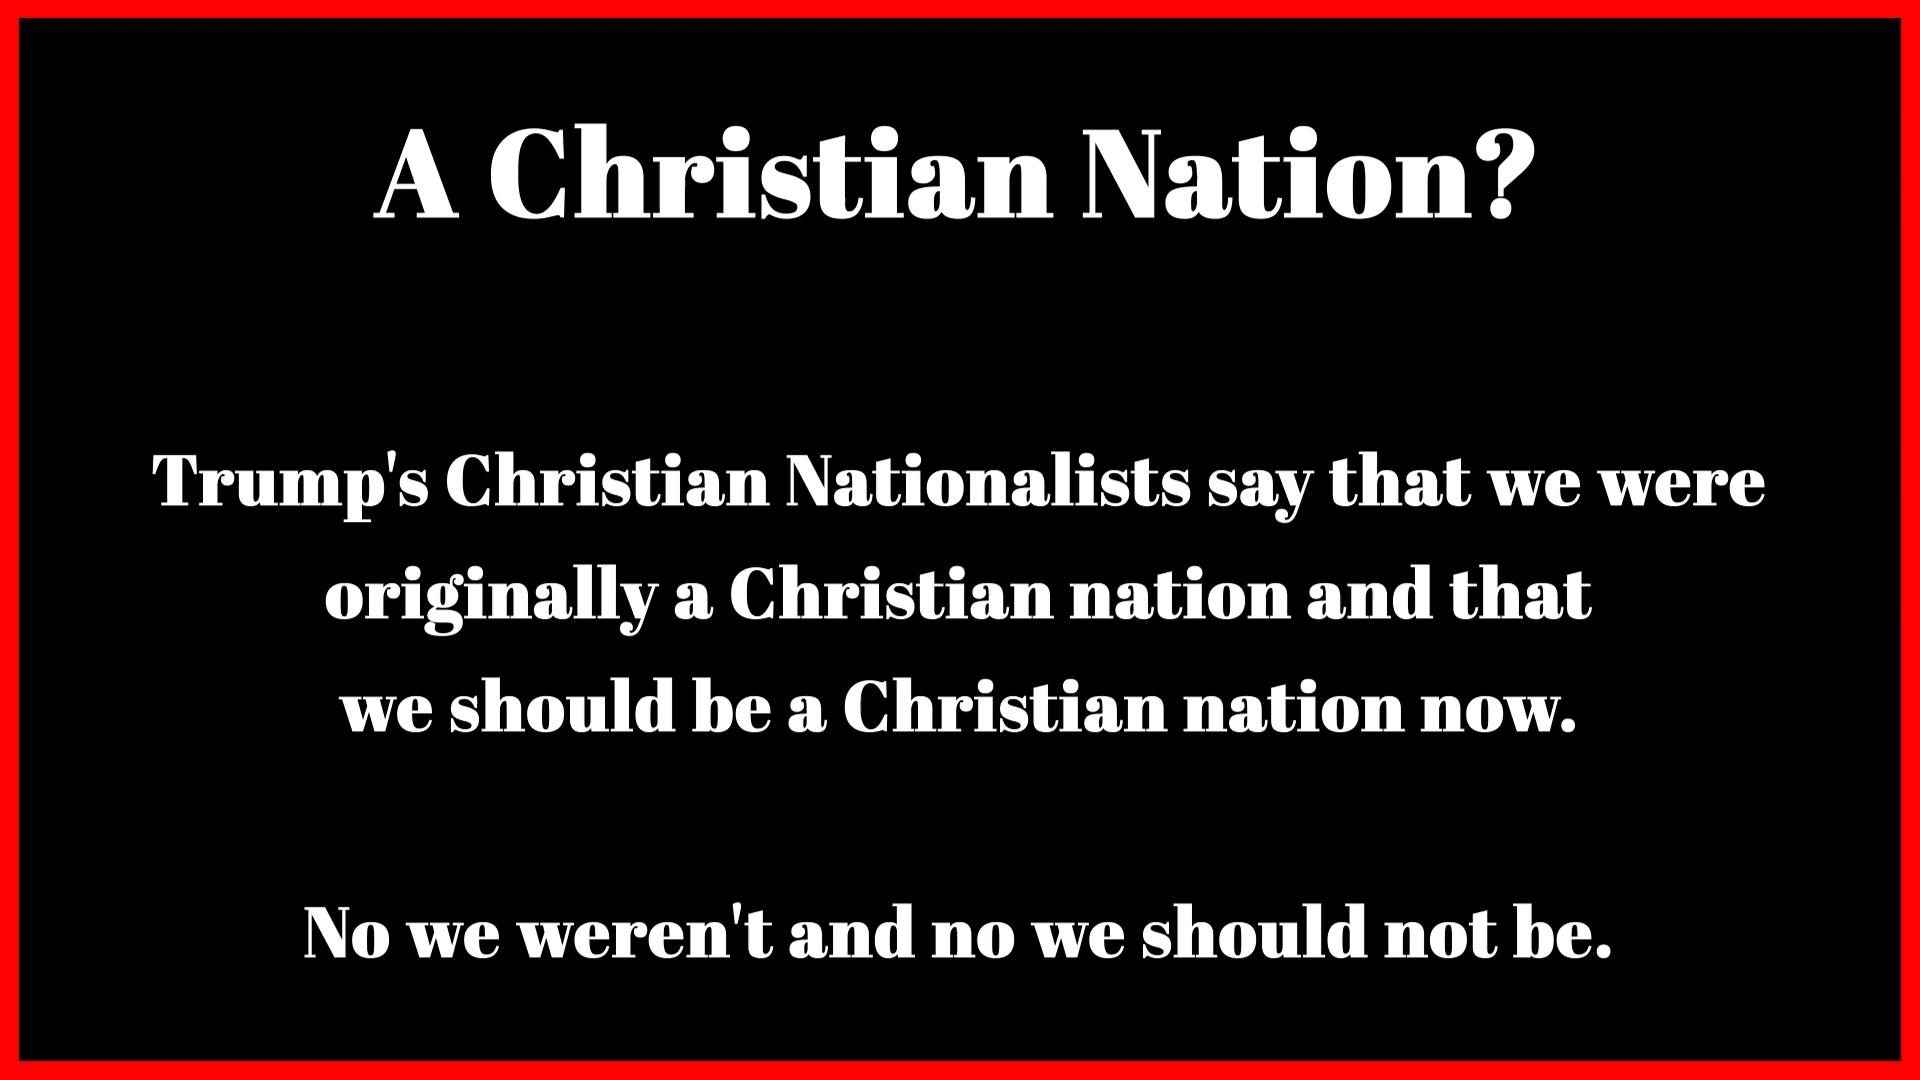 A Christian Nation?
Trump's Christian Nationalists say that we were
originally a Christian nation and that
we should be a Christian nation now.
No we weren't and no we should not be.